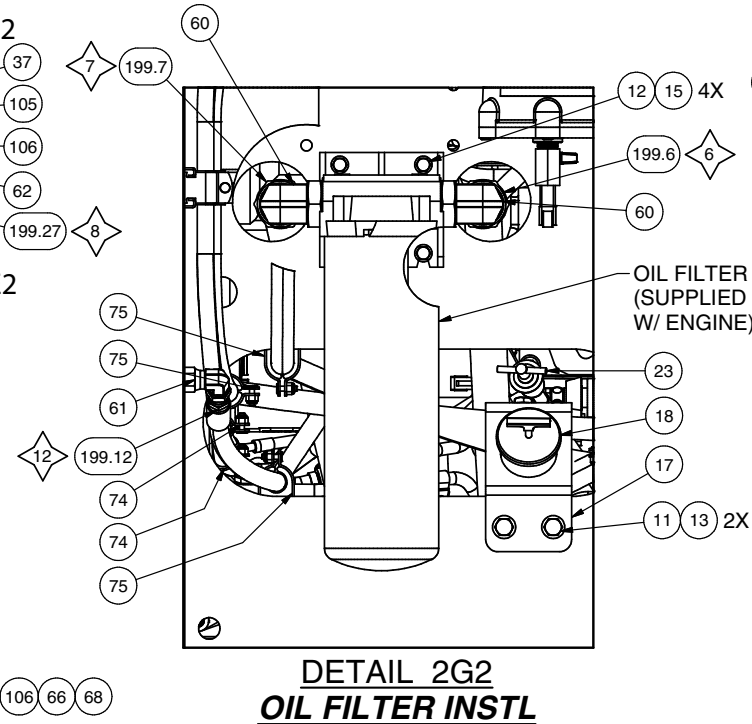 2
60
37
7
199.7
105
12 15 4X
106
199.6 6
62
60
199.27 8
2
OIL FILTER
(SUPPLIED
W/ ENGINE)
75
75
23
61
18
12 199.12
17
74
11 13 2X
74
75
DETAIL 2G2
OIL FILTER INSTL
106 66 68